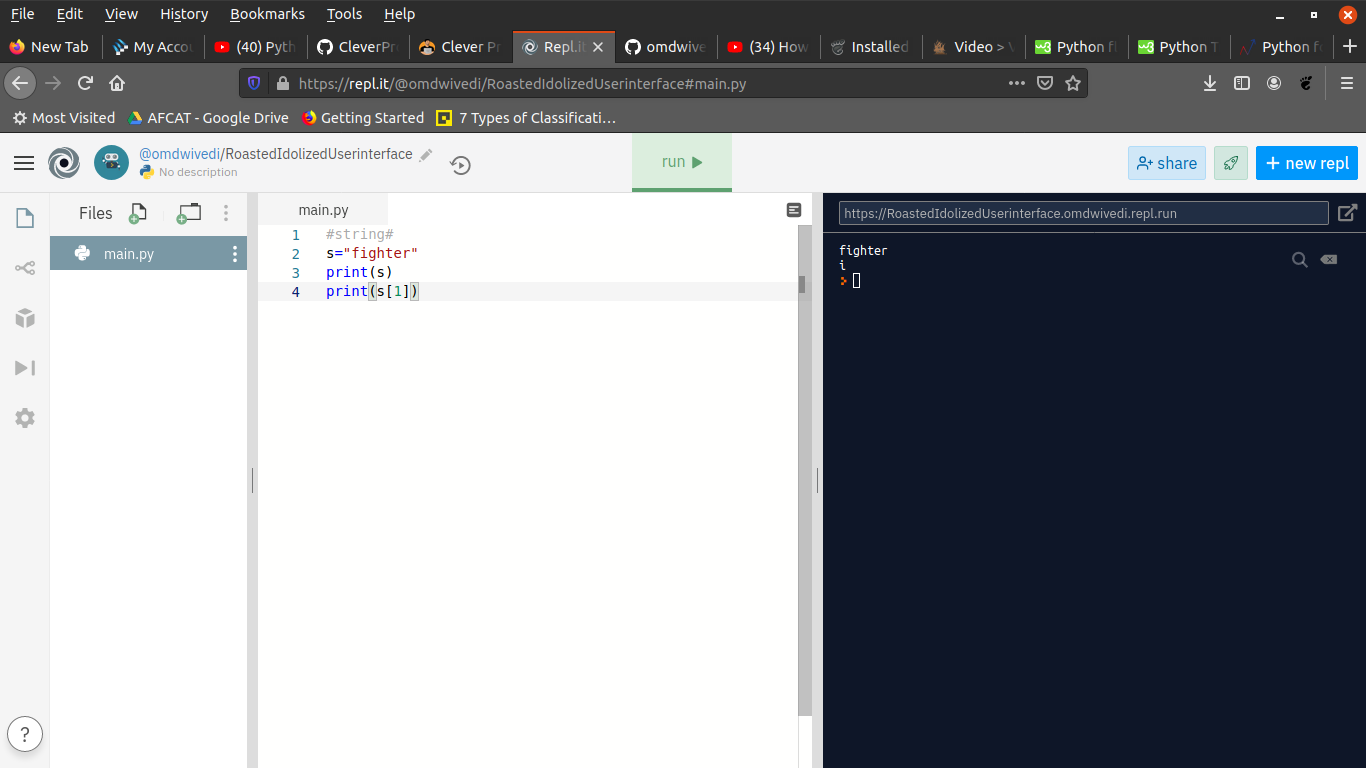 File Edit View History Bookmarks Tools Help
New Tab My Accou (40) Pyth CleverPr Clever Pr Repl.it omdwive (34) How Installed Video > Python f Python T Python fo
https://repl.it/@omdwivedi/RoastedIdolizedUserinterface#main.py
Most Visited AFCAT - Google Drive Getting Started 7 Types of Classificati…
@omdwivedi/RoastedIdolizedUserinterface
No description
run
share
+ new repl
Files
main.py
main.py
1 #string#
2 s="fighter"
3 print(s)
4 print(s[1])
https://RoastedIdolizedUserinterface.omdwivedi.repl.run
fighter
i
?